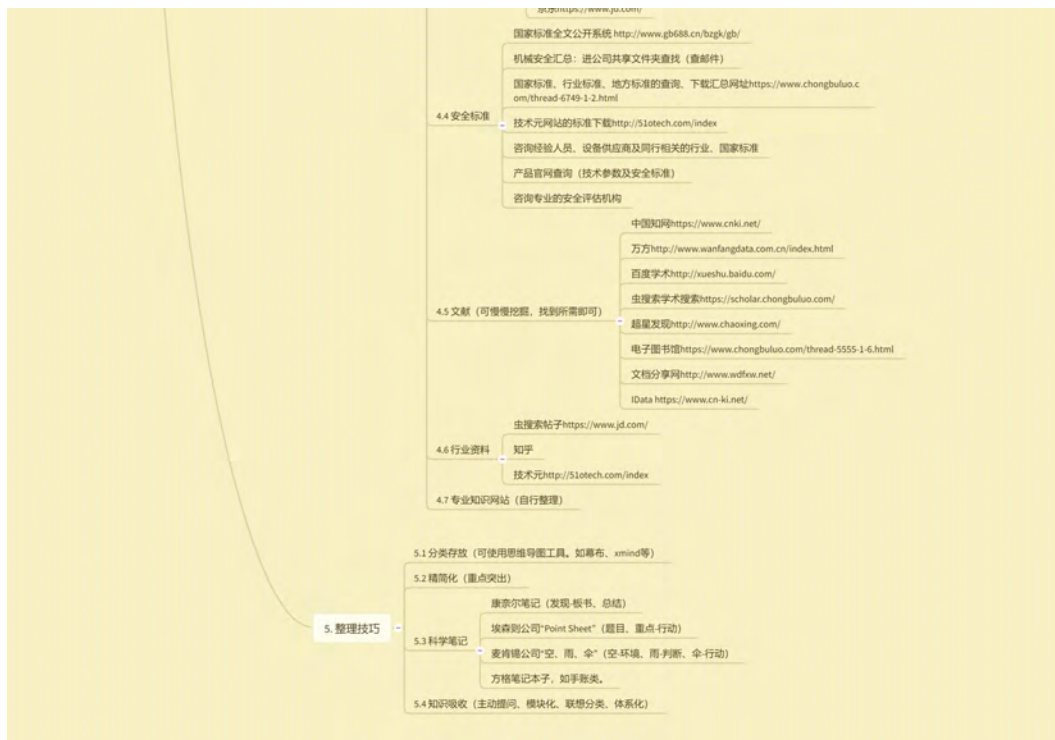 京东https://www.jd.com/
国家标准全文公开系统 http://www.gb688.cn/bzgk/gb/
机械安全汇总：进公司共享文件夹查找（查邮件）
国家标准、行业标准、地方标准的查询、下载汇总网址https://www.chongbuluo.c
om/thread-6749-1-2.html
4.4 安全标准
技术元网站的标准下载http://51otech.com/index
咨询经验人员、设备供应商及同行相关的行业、国家标准
产品官网查询（技术参数及安全标准）
咨询专业的安全评估机构
中国知网https://www.cnki.net/
万方http://www.wanfangdata.com.cn/index.html
百度学术http://xueshu.baidu.com/
虫搜索学术搜索https://scholar.chongbuluo.com/
4.5 文献（可慢慢挖掘，找到所需即可）
超星发现http://www.chaoxing.com/
电子图书馆https://www.chongbuluo.com/thread-5555-1-6.html
文档分享网http://www.wdfxw.net/
IData https://www.cn-ki.net/
虫搜索帖子https://www.jd.com/
4.6 行业资料
知乎
技术元http://51otech.com/index
4.7 专业知识网站（自行整理）
5. 整理技巧
5.1 分类存放（可使用思维导图工具。如幕布、xmind等）
5.2 精简化（重点突出）
5.3 科学笔记
康奈尔笔记（发现-板书、总结）
埃森则公司“Point Sheet”（题目、重点-行动）
麦肯锡公司“空、雨、伞”（空-环境、雨-判断、伞-行动）
方格笔记本子，如手账类。
5.4 知识吸收（主动提问、模块化、联想分类、体系化）